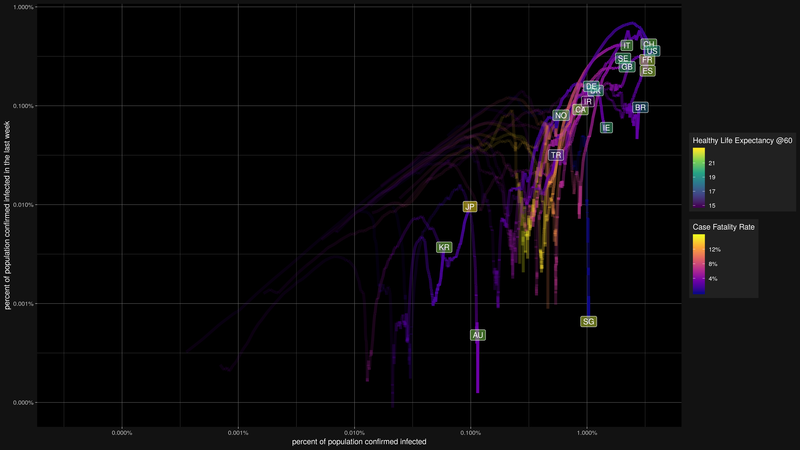 1.000%
0.100%
0.010%
0.001%
0.000%
percent of population confirmed infected in the last week
IT
CH
US
SE
FR
GB
ES
DE
IR
BR
CA
NO
IE
TR
JP
KR
SG
AU
0.000%
0.001%
0.010%
0.100%
1.000%
percent of population confirmed infected
Healthy Life Expectancy @60
21
19
17
15
Case Fatality Rate
12%
8%
4%